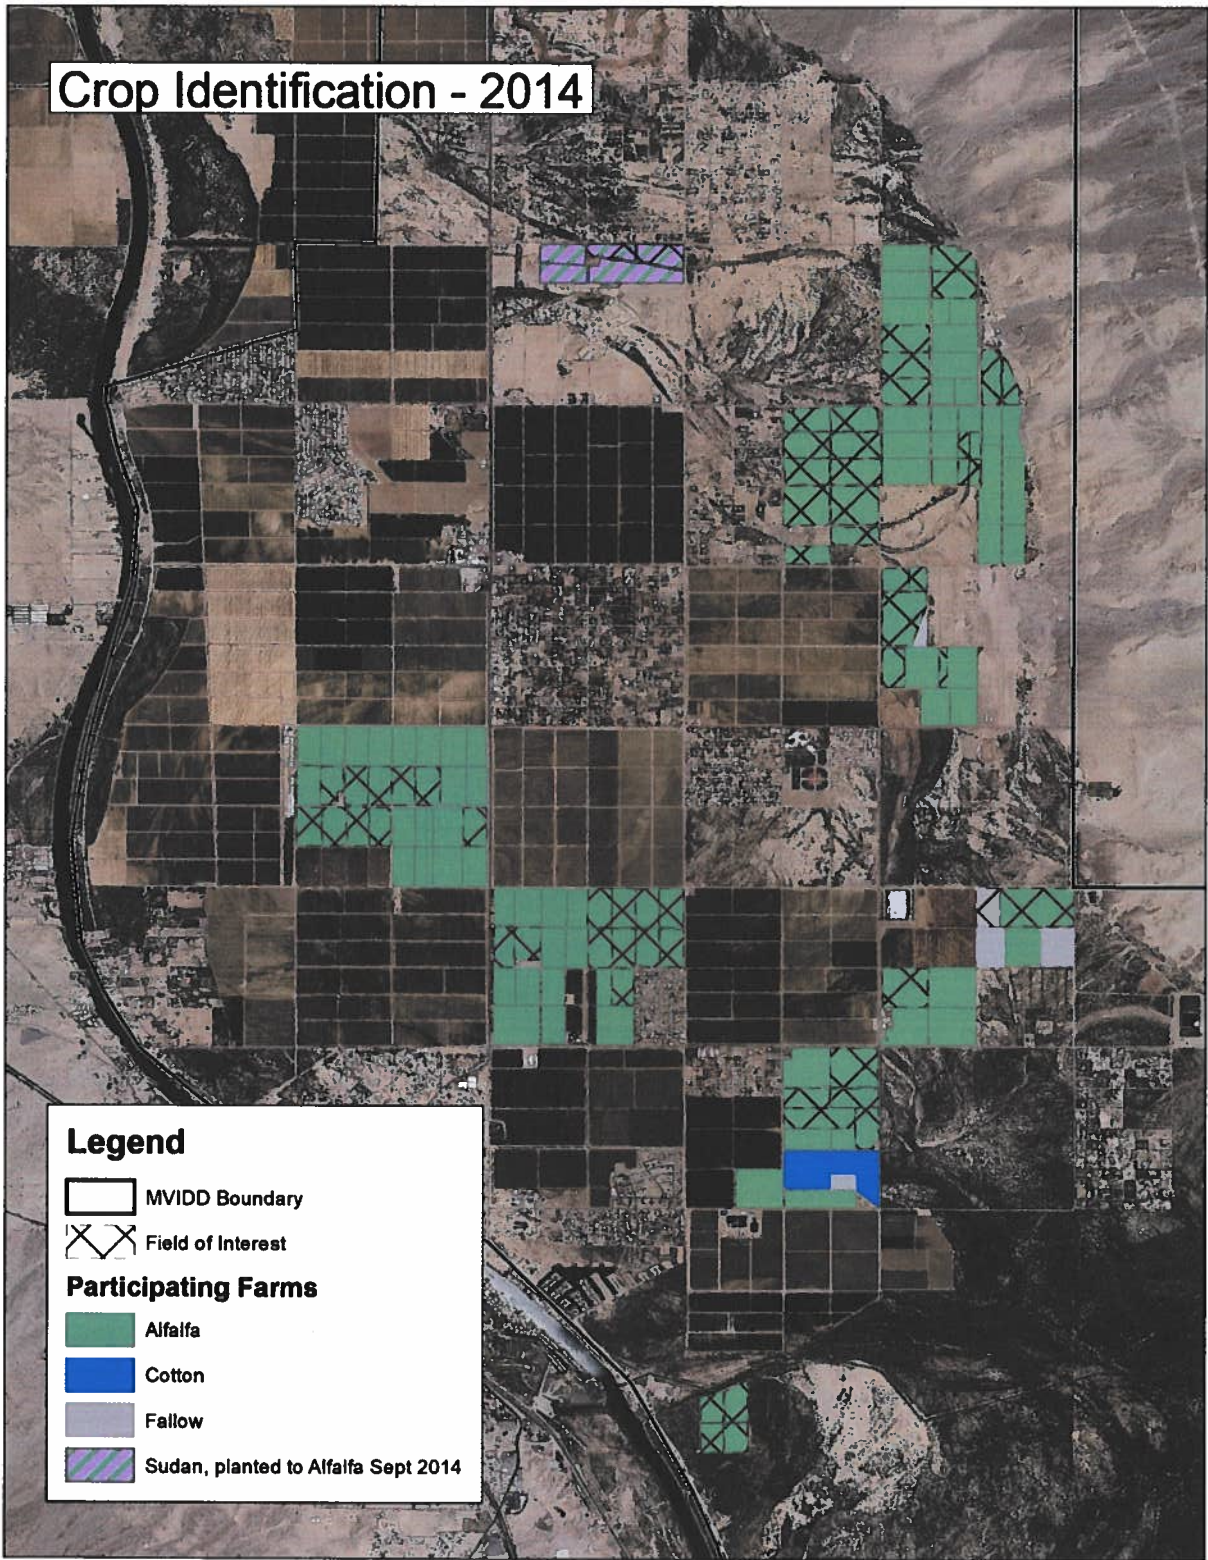 Crop Identification - 2014
Legend
MVIDD Boundary
Field of Interest
Participating Farms
Alfalfa
Cotton
Fallow
Sudan, planted to Alfalfa Sept 2014